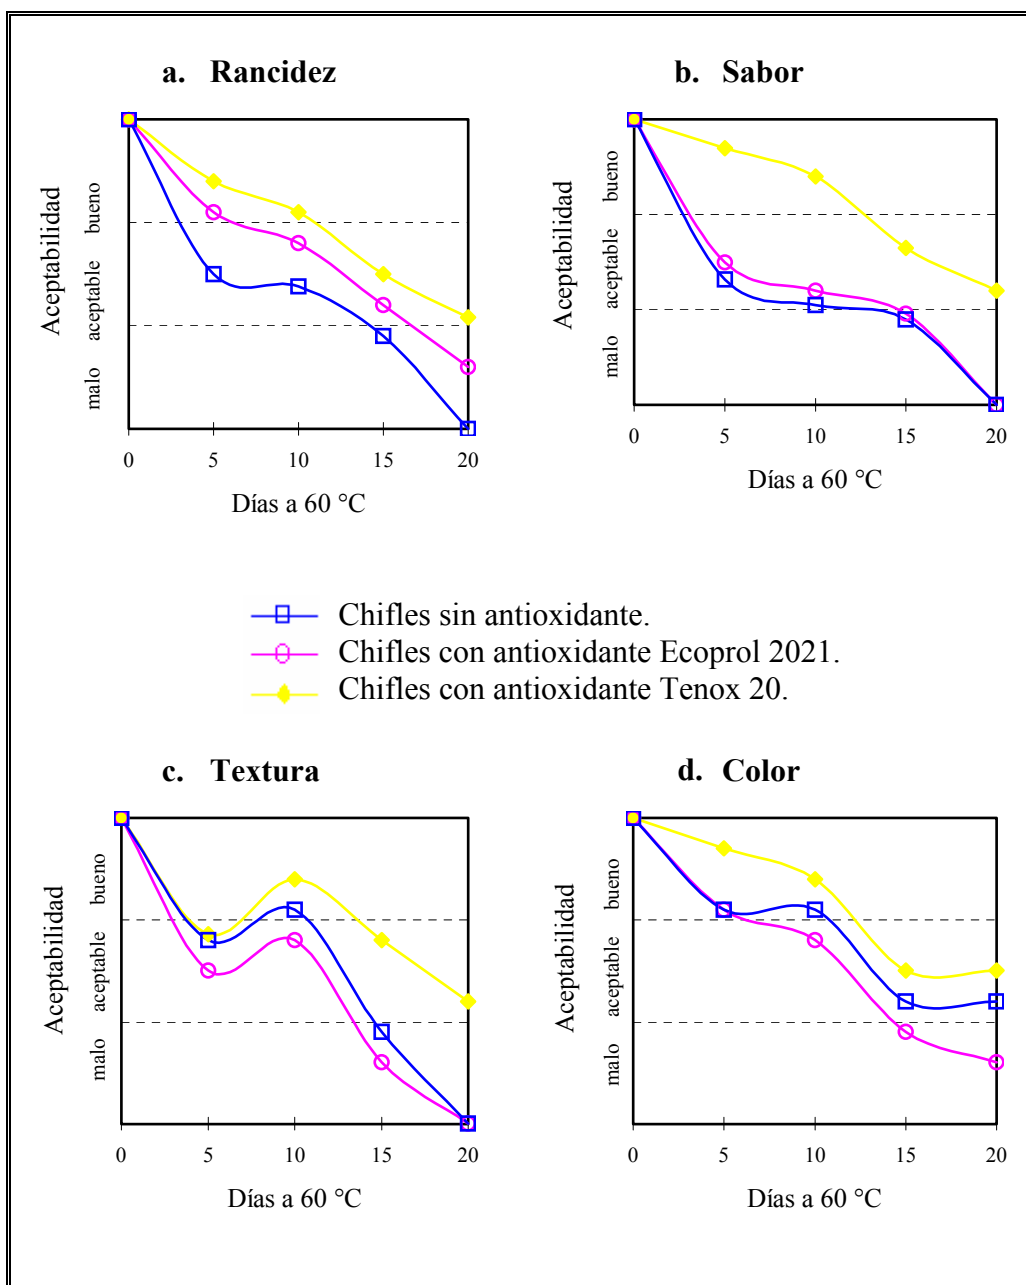 a. Rancidez
b. Sabor
Aceptabilidad
malo aceptable bueno
0 5 10 15 20
Días a 60 °C
Aceptabilidad
malo aceptable bueno
0 5 10 15 20
Días a 60 °C
Chifles sin antioxidante.
Chifles con antioxidante Ecoprol 2021.
Chifles con antioxidante Tenox 20.
c. Textura
d. Color
Aceptabilidad
malo aceptable bueno
0 5 10 15 20
Días a 60 °C
Aceptabilidad
malo aceptable bueno
0 5 10 15 20
Días a 60 °C